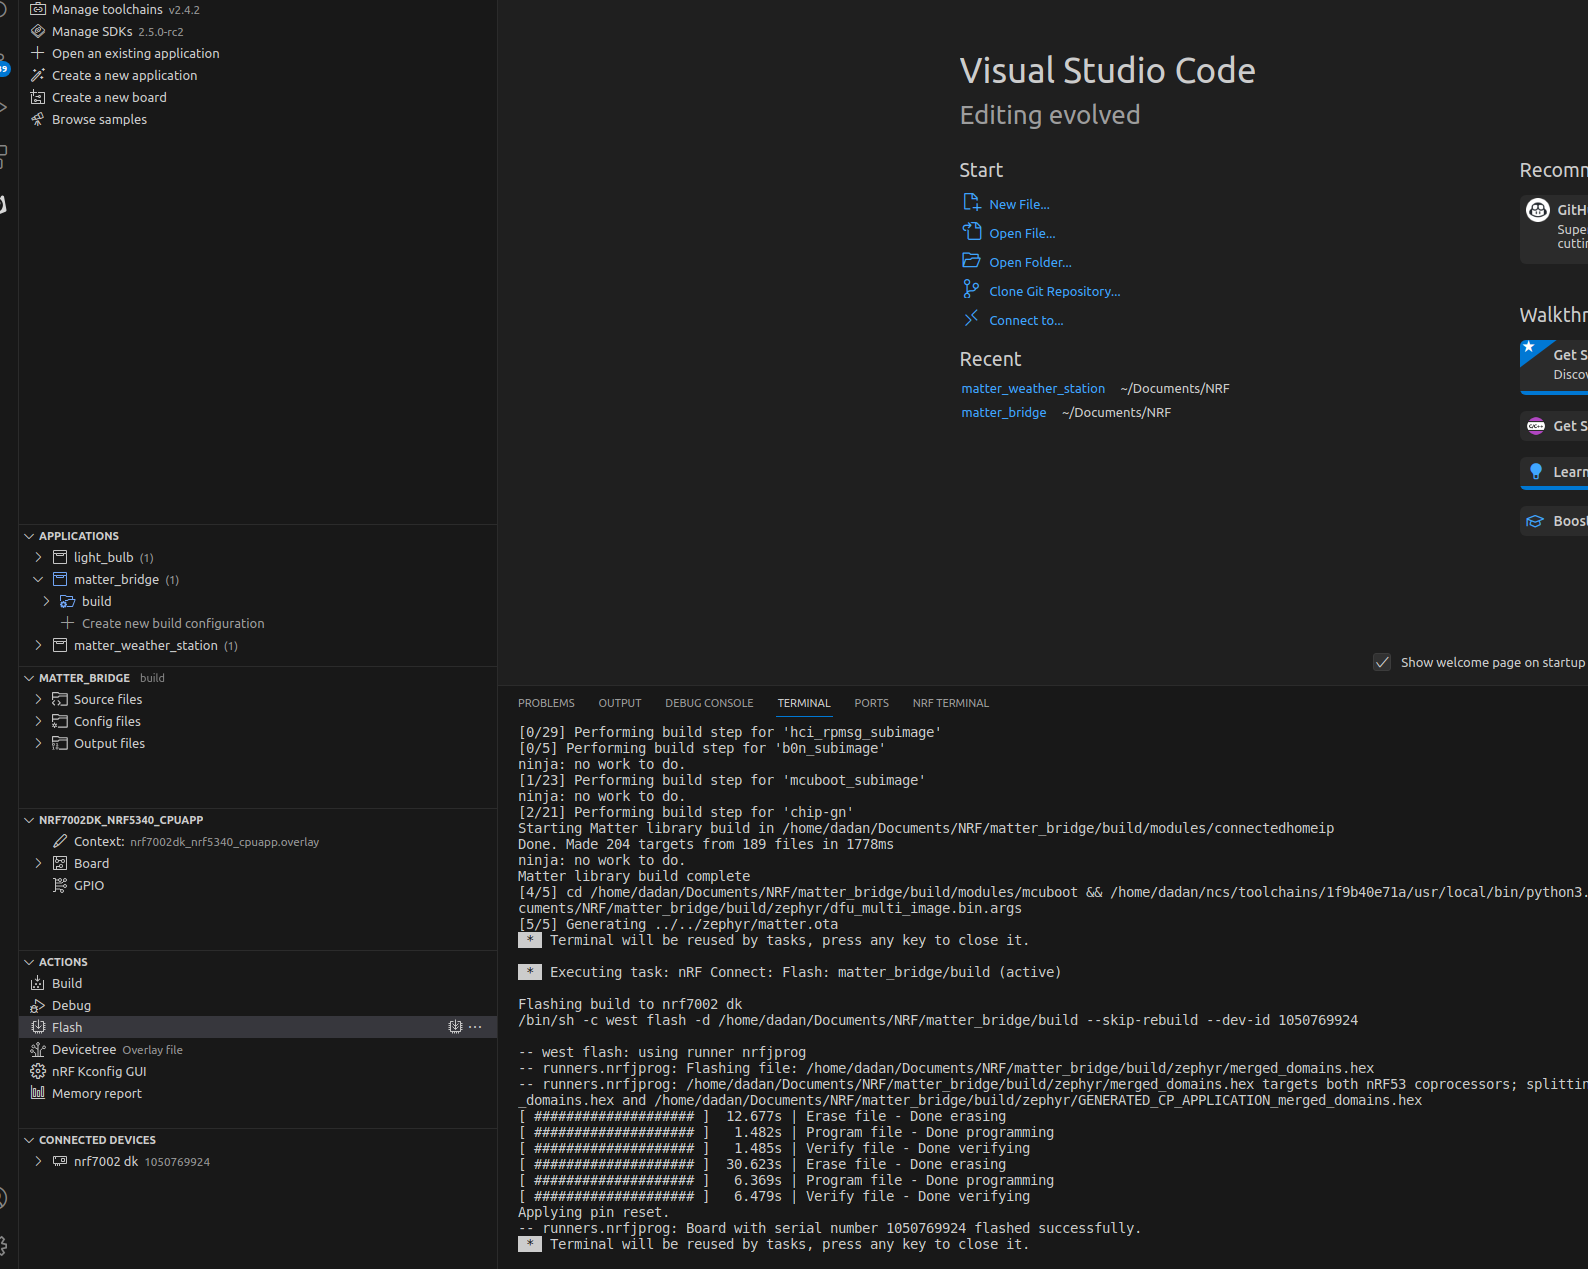 Manage toolchains v2.4.2
Manage SDKs 2.5.0-rc2
Open an existing application
Create a new application
Create a new board
Browse samples
APPLICATIONS
light_bulb (1)
matter_bridge (1)
build
Create new build configuration
matter_weather_station (1)
MATTER_BRIDGE build
Source files
Config files
Output files
NRF7002DK_NRF5340_CPUAPP
Context: nrf7002dk_nrf5340_cpuapp.overlay
Board
GPIO
ACTIONS
Build
Debug
Flash
Devicetree Overlay file
nRF Kconfig GUI
Memory report
CONNECTED DEVICES
nrf7002 dk 1050769924
Visual Studio Code
Editing evolved
Start
New File...
Open File...
Open Folder...
Clone Git Repository...
Connect to...
Recent
matter_weather_station ~/Documents/NRF
matter_bridge ~/Documents/NRF
Recomm
GitH
Supe
cuttin
Walkthr
Get S
Discov
C/C++
Get S
Learn
Boost
Show welcome page on startup
PROBLEMS OUTPUT DEBUG CONSOLE TERMINAL PORTS NRF TERMINAL
[0/29] Performing build step for 'hci_rpmsg_subimage'
[0/5] Performing build step for 'b0n_subimage'
ninja: no work to do.
[1/23] Performing build step for 'mcuboot_subimage'
ninja: no work to do.
[2/21] Performing build step for 'chip-gn'
Starting Matter library build in /home/dadan/Documents/NRF/matter_bridge/build/modules/connectedhomeip
Done. Made 204 targets from 189 files in 1778ms
ninja: no work to do.
Matter library build complete
[4/5] cd /home/dadan/Documents/NRF/matter_bridge/build/modules/mcuboot && /home/dadan/ncs/toolchains/1f9b40e71a/usr/local/bin/python3.
cuments/NRF/matter_bridge/build/zephyr/dfu_multi_image.bin.args
[5/5] Generating ../../zephyr/matter.ota
* Terminal will be reused by tasks, press any key to close it.
* Executing task: nRF Connect: Flash: matter_bridge/build (active)
Flashing build to nrf7002 dk
/bin/sh -c west flash -d /home/dadan/Documents/NRF/matter_bridge/build --skip-rebuild --dev-id 1050769924
-- west flash: using runner nrfjprog
-- runners.nrfjprog: Flashing file: /home/dadan/Documents/NRF/matter_bridge/build/zephyr/merged_domains.hex
-- runners.nrfjprog: /home/dadan/Documents/NRF/matter_bridge/build/zephyr/merged_domains.hex targets both nRF53 coprocessors; splittin
_domains.hex and /home/dadan/Documents/NRF/matter_bridge/build/zephyr/GENERATED_CP_APPLICATION_merged_domains.hex
[ #################### ] 12.677s | Erase file - Done erasing
[ #################### ] 1.482s | Program file - Done programming
[ #################### ] 1.485s | Verify file - Done verifying
[ #################### ] 30.623s | Erase file - Done erasing
[ #################### ] 6.369s | Program file - Done programming
[ #################### ] 6.479s | Verify file - Done verifying
Applying pin reset.
-- runners.nrfjprog: Board with serial number 1050769924 flashed successfully.
* Terminal will be reused by tasks, press any key to close it.